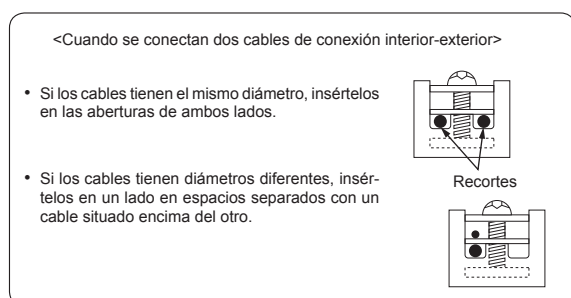 <Cuando se conectan dos cables de conexión interior-exterior>
• Si los cables tienen el mismo diámetro, insértelos
en las aberturas de ambos lados.
Recortes
• Si los cables tienen diámetros diferentes, insér-
telos en un lado en espacios separados con un
cable situado encima del otro.